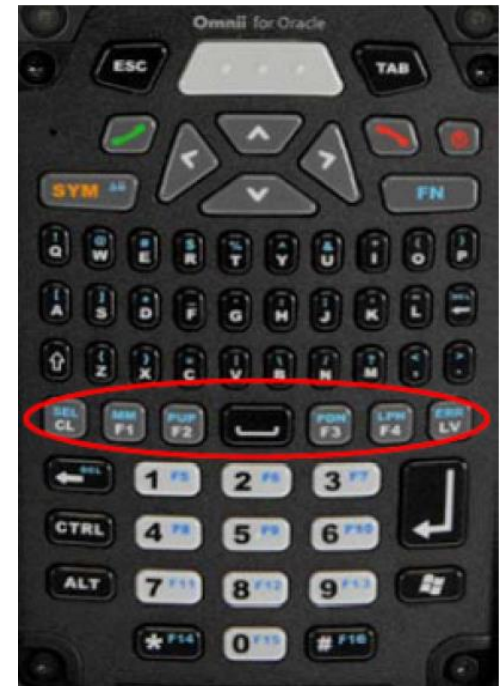 Omnii for Oracle
ESC TAB
SYM FN
! Q @ W # E $ R % T ^ Y & U * I ( O ) P
[ A ] S D F G H J K L DEL
{ Z } X C V B N ? M < , > .
SEL CL MM F1 PUP F2 PDN F3 LPN F4 ERR LV
DEL 1 F5 2 F6 3 F7
CTRL 4 F8 5 F9 6 F10
ALT 7 F11 8 F12 9 F13
* F14 0 F15 # F16